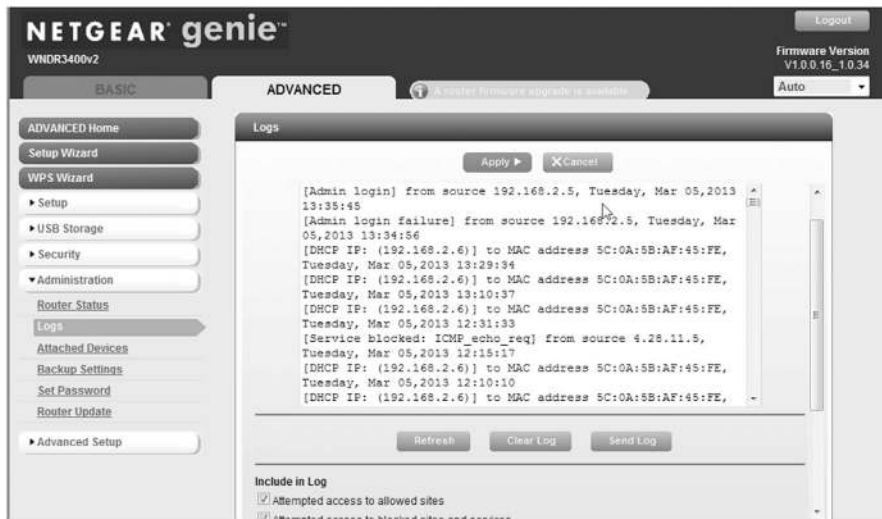 NETGEAR® genie™
Logout
WNDR3400v2
Firmware Version
V1.0.0.16_1.0.34
BASIC
ADVANCED
A router firmware upgrade is available.
Auto
ADVANCED Home
Setup Wizard
WPS Wizard
Setup
USB Storage
Security
Administration
Router Status
Logs
Attached Devices
Backup Settings
Set Password
Router Update
Advanced Setup
Logs
Apply
Cancel
[Admin login] from source 192.168.2.5, Tuesday, Mar 05,2013
13:35:45
[Admin login failure] from source 192.168.2.5, Tuesday, Mar
05,2013 13:34:56
[DHCP IP: (192.168.2.6)] to MAC address 5C:0A:5B:AF:45:FE,
Tuesday, Mar 05,2013 13:29:34
[DHCP IP: (192.168.2.6)] to MAC address 5C:0A:5B:AF:45:FE,
Tuesday, Mar 05,2013 13:10:37
[DHCP IP: (192.168.2.6)] to MAC address 5C:0A:5B:AF:45:FE,
Tuesday, Mar 05,2013 12:31:33
[Service blocked: ICMP_echo_req] from source 4.28.11.5,
Tuesday, Mar 05,2013 12:15:17
[DHCP IP: (192.168.2.6)] to MAC address 5C:0A:5B:AF:45:FE,
Tuesday, Mar 05,2013 12:10:10
[DHCP IP: (192.168.2.6)] to MAC address 5C:0A:5B:AF:45:FE,
Refresh
Clear Log
Send Log
Include in Log
Attempted access to allowed sites
Attempted access to blocked sites and services